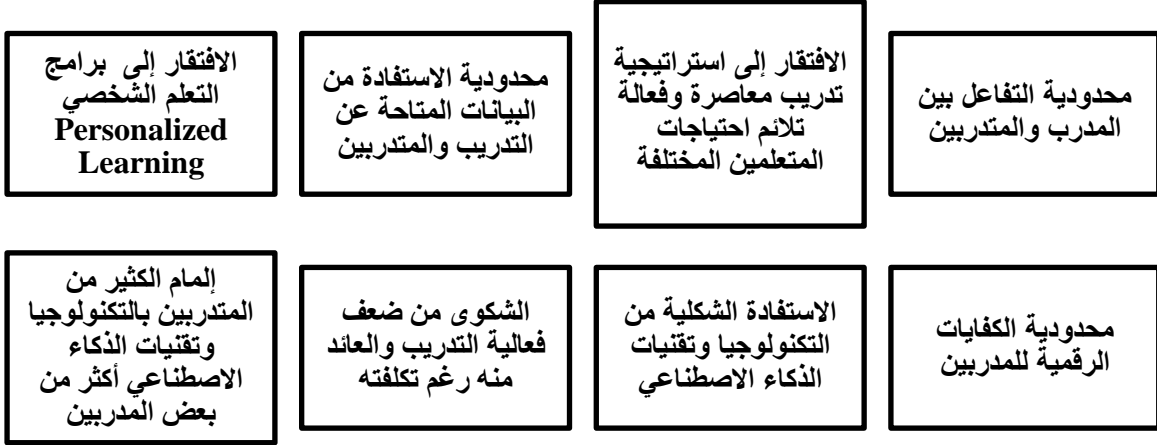 محدودية التفاعل بين
المدرب والمتدربين
الافتقار إلى استراتيجية
تدريب معاصرة وفعالة
تلائم احتياجات
المتعلمين المختلفة
محدودية الاستفادة من
البيانات المتاحة عن
التدريب والمتدربين
الافتقار إلى برامج
التعلم الشخصي
Personalized
Learning
محدودية الكفايات
الرقمية للمدربين
الاستفادة الشكلية من
التكنولوجيا وتقنيات
الذكاء الاصطناعي
الشكوى من ضعف
فعالية التدريب والعائد
منه رغم تكلفته
إلمام الكثير من
المتدربين بالتكنولوجيا
وتقنيات الذكاء
الاصطناعي أكثر من
بعض المدربين